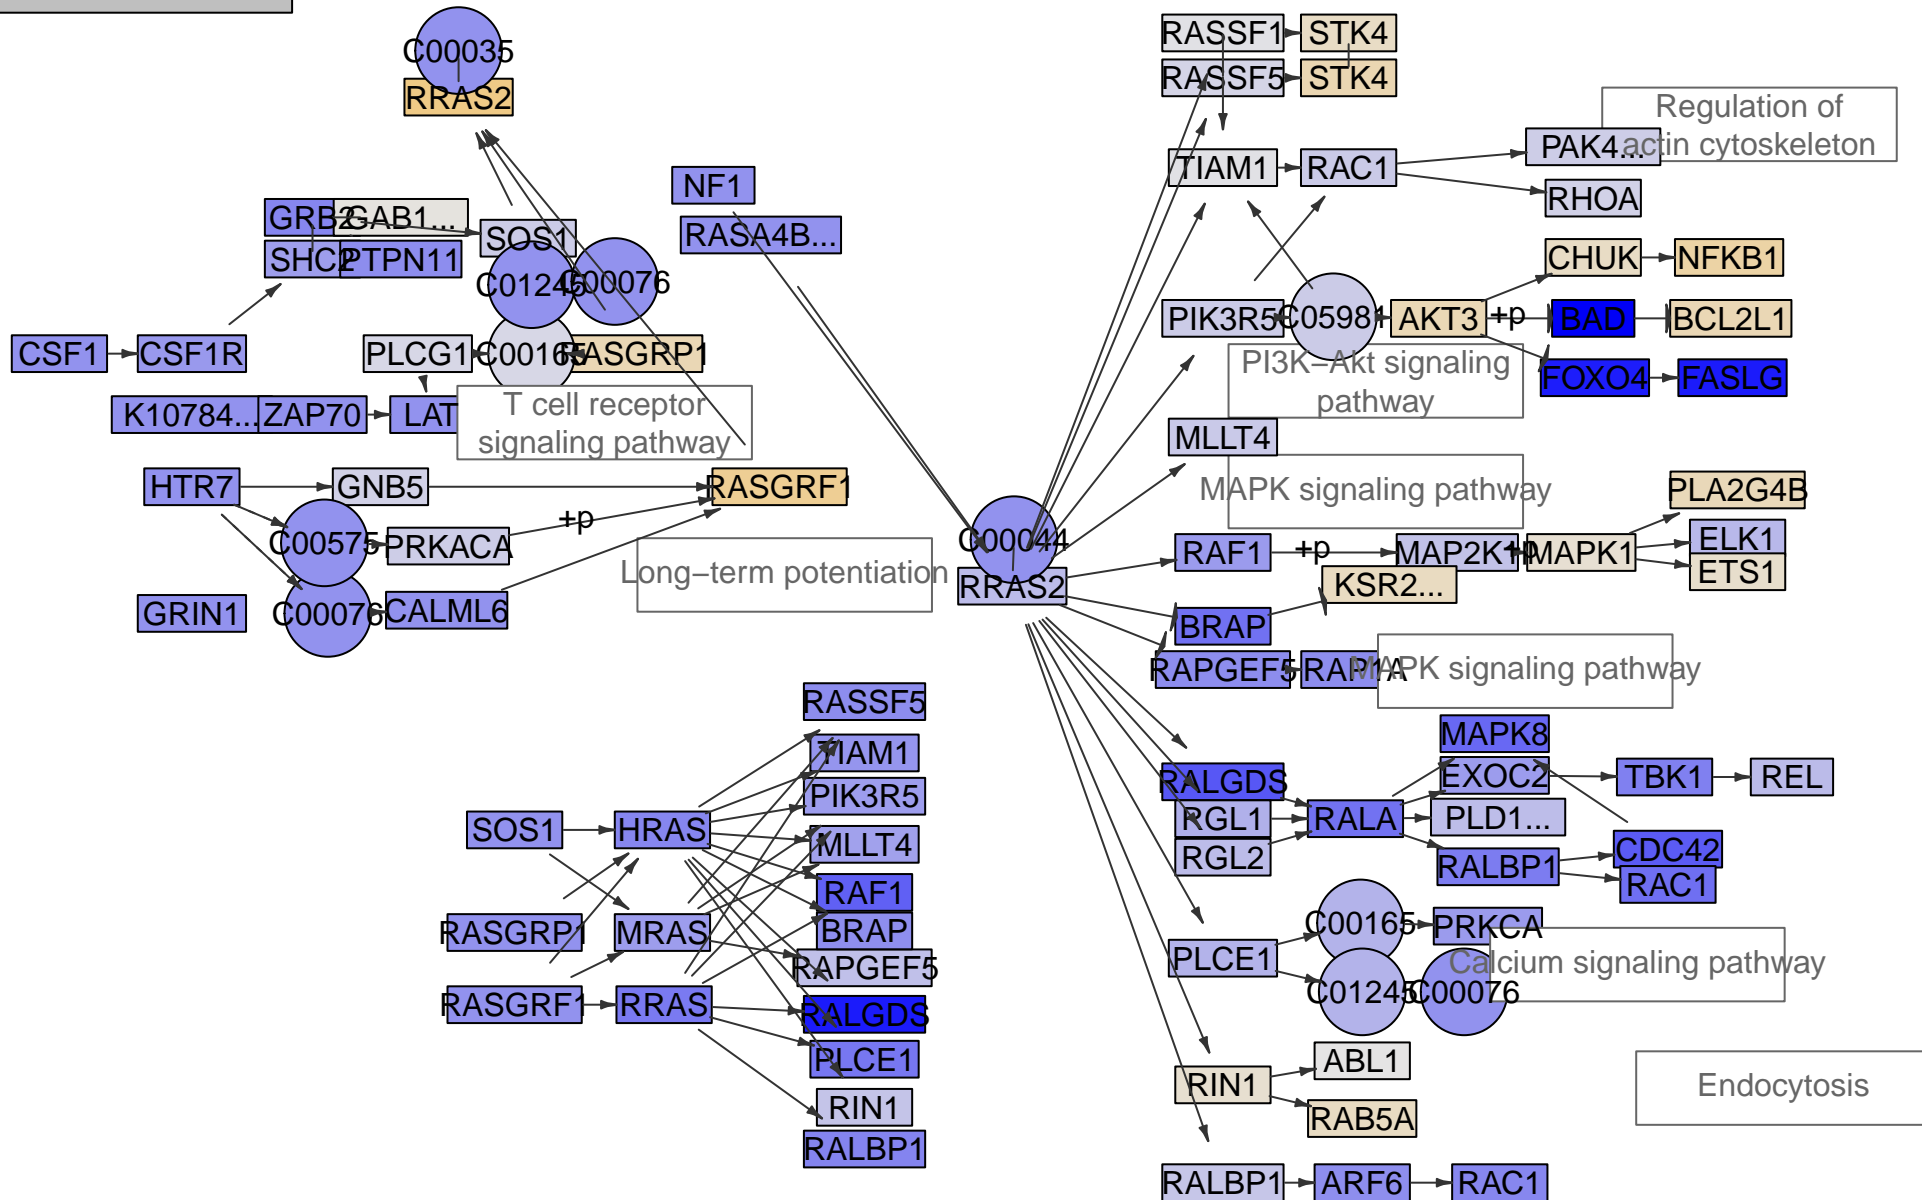 C00035
RRAS2
NF1
RASA4B...
GRB2
GAB1...
SOS1
SHC2
PTPN11
C01245
C00076
CSF1
CSF1R
PLCG1
C00165
RASGRP1
K10784...
ZAP70
LAT
T cell receptor
signaling pathway
HTR7
GNB5
RASGRF1
C00575
PRKACA
+p
GRIN1
C00076
CALML6
Long−term potentiation
C00044
RRAS2
RASSF1
STK4
RASSF5
STK4
Regulation of
actin cytoskeleton
PAK4...
TIAM1
RAC1
RHOA
CHUK
NFKB1
PIK3R5
C05981
AKT3
+p
BAD
BCL2L1
PI3K−Akt signaling
pathway
FOXO4
FASLG
MLLT4
MAPK signaling pathway
PLA2G4B
RAF1
+p
MAP2K1
+p
MAPK1
ELK1
ETS1
KSR2...
BRAP
RAPGEF5
RAP1A
MAPK signaling pathway
MAPK8
RALGDS
EXOC2
TBK1
REL
RGL1
RALA
PLD1...
RGL2
RALBP1
CDC42
RAC1
C00165
PRKCA
PLCE1
Calcium signaling pathway
C01245
C00076
RIN1
ABL1
RAB5A
Endocytosis
RALBP1
ARF6
RAC1
RASSF5
TIAM1
PIK3R5
SOS1
HRAS
MLLT4
RAF1
RASGRP1
MRAS
BRAP
RAPGEF5
RASGRF1
RRAS
RALGDS
PLCE1
RIN1
RALBP1